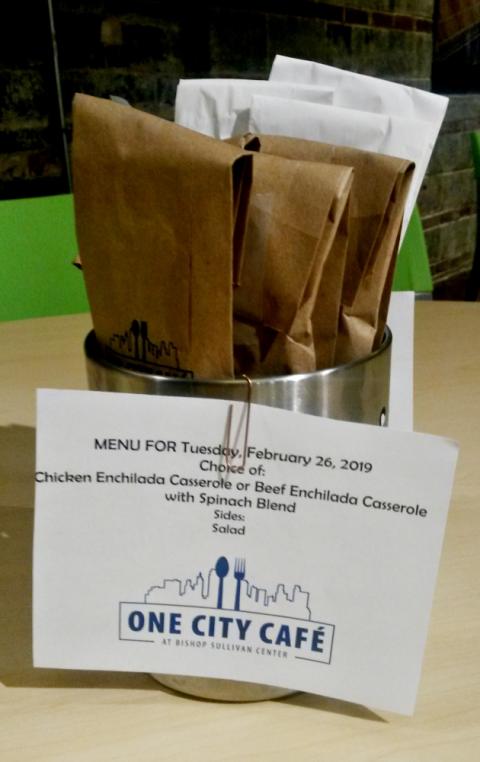 MENU FOR Tuesday, February 26, 2019
Choice of:
Chicken Enchilada Casserole or Beef Enchilada Casserole
with Spinach Blend
Sides:
Salad
ONE CITY CAFÉ
AT BISHOP SULLIVAN CENTER